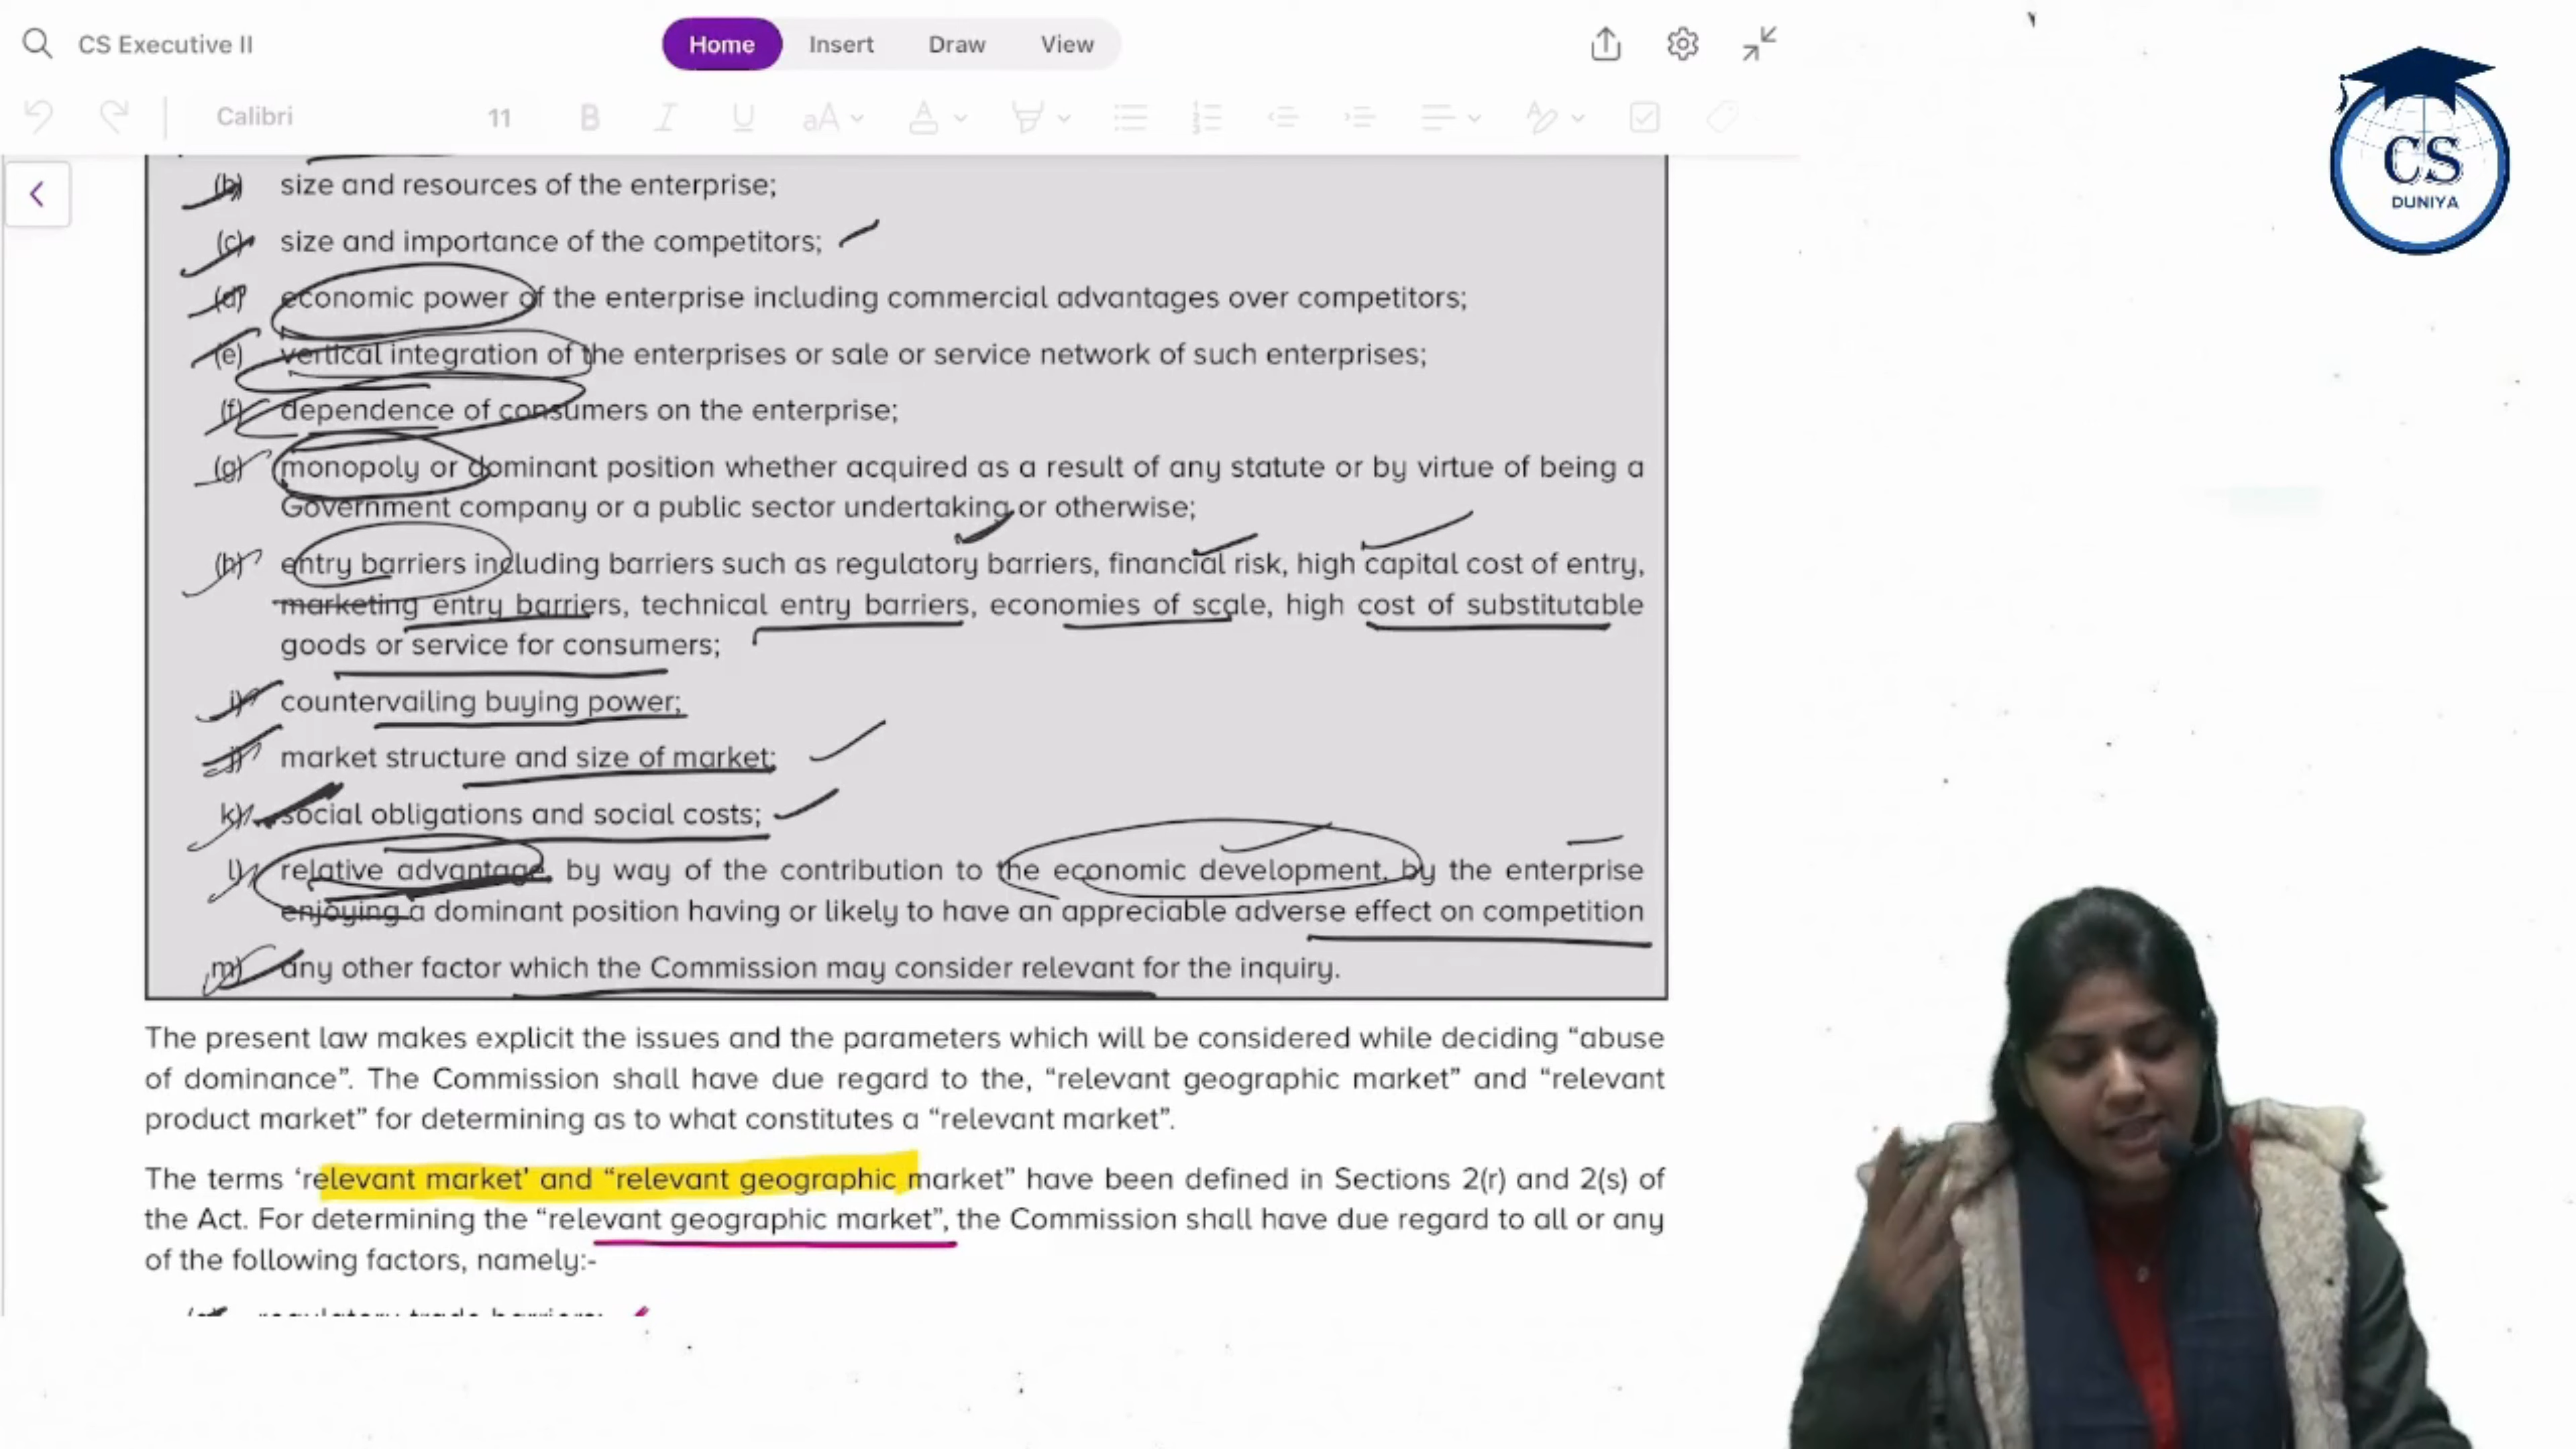 CS Executive II
Home
Insert
Draw
View
Calibri
11
CS
DUNIYA
(b) size and resources of the enterprise;
(c) size and importance of the competitors;
(d) economic power of the enterprise including commercial advantages over competitors;
(e) vertical integration of the enterprises or sale or service network of such enterprises;
(f) dependence of consumers on the enterprise;
(g) monopoly or dominant position whether acquired as a result of any statute or by virtue of being a
Government company or a public sector undertaking or otherwise;
(h) entry barriers including barriers such as regulatory barriers, financial risk, high capital cost of entry,
marketing entry barriers, technical entry barriers, economies of scale, high cost of substitutable
goods or service for consumers;
i) countervailing buying power;
j) market structure and size of market;
k) social obligations and social costs;
l) relative advantage, by way of the contribution to the economic development, by the enterprise
enjoying a dominant position having or likely to have an appreciable adverse effect on competition
m) any other factor which the Commission may consider relevant for the inquiry.
The present law makes explicit the issues and the parameters which will be considered while deciding “abuse
of dominance”. The Commission shall have due regard to the, “relevant geographic market” and “relevant
product market” for determining as to what constitutes a “relevant market”.
The terms ‘relevant market’ and “relevant geographic market” have been defined in Sections 2(r) and 2(s) of
the Act. For determining the “relevant geographic market”, the Commission shall have due regard to all or any
of the following factors, namely:-
regulatory trade barriers;